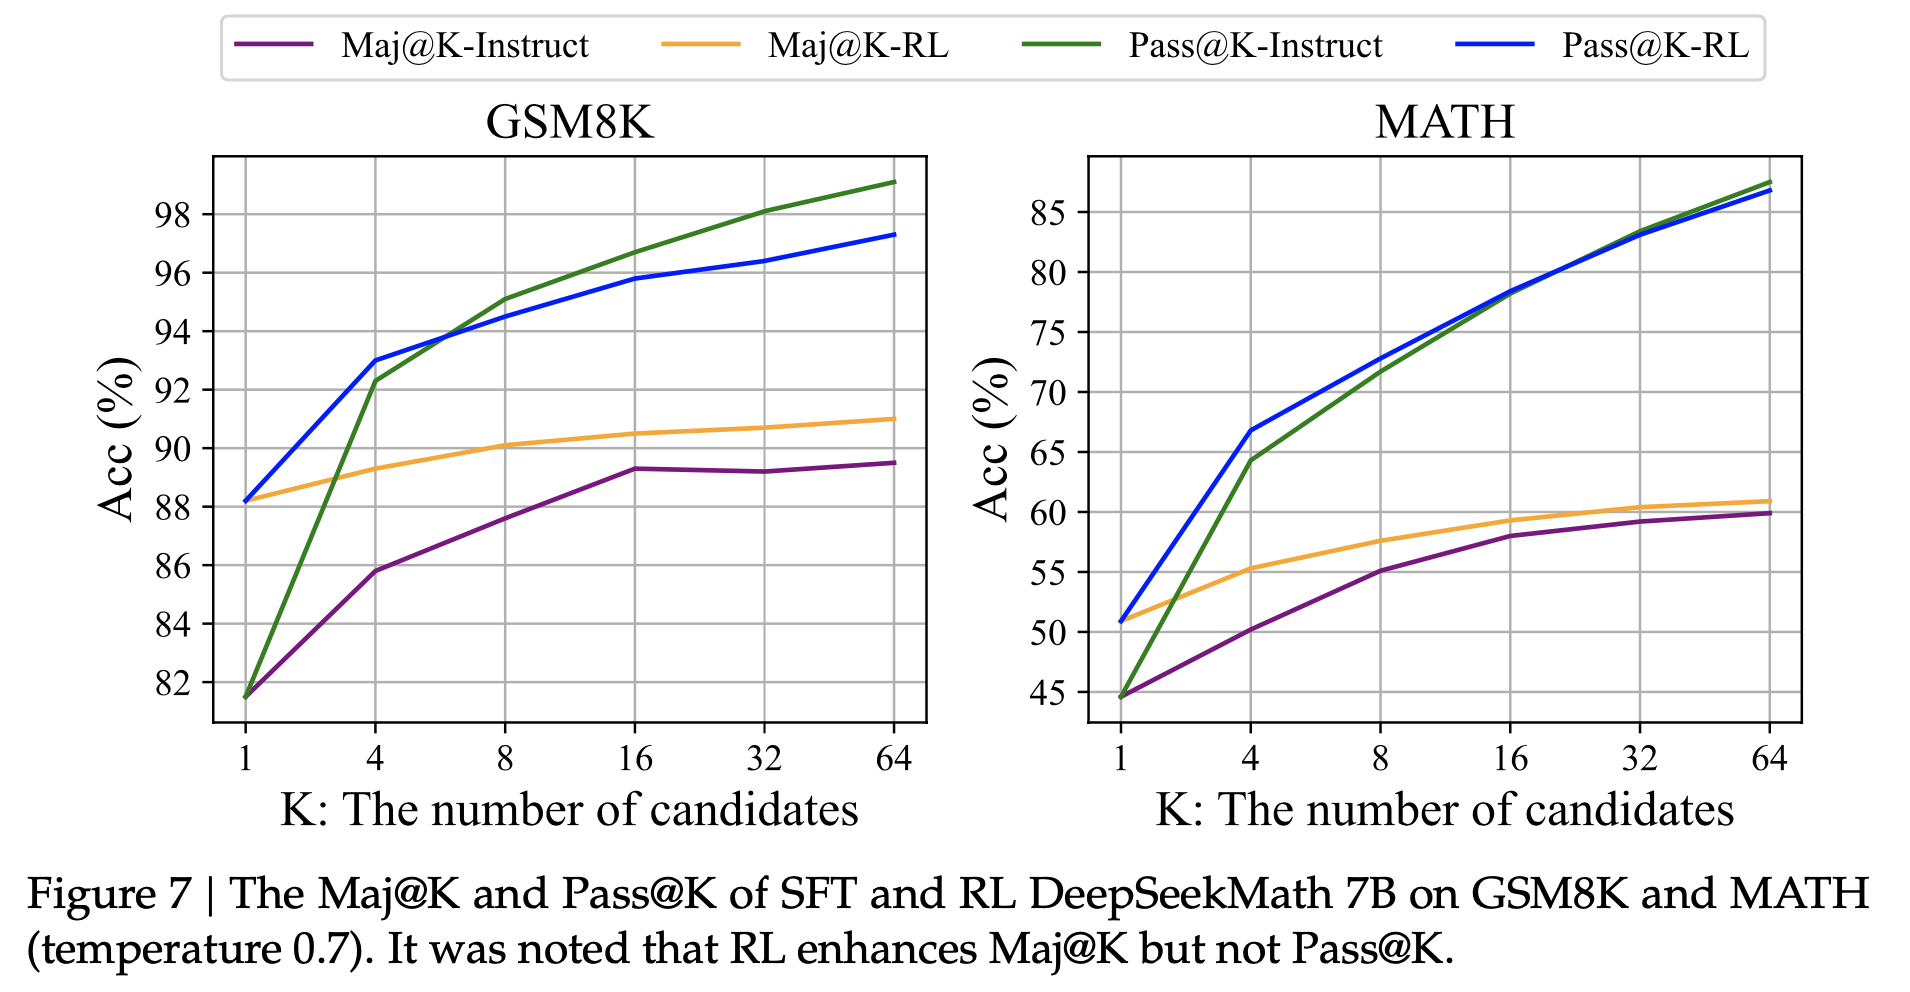 Maj@K-Instruct Maj@K-RL Pass@K-Instruct Pass@K-RL
GSM8K
Acc (%)
98
96
94
92
90
88
86
84
82
1 4 8 16 32 64
K: The number of candidates
MATH
Acc (%)
85
80
75
70
65
60
55
50
45
1 4 8 16 32 64
K: The number of candidates
Figure 7 | The Maj@K and Pass@K of SFT and RL DeepSeekMath 7B on GSM8K and MATH
(temperature 0.7). It was noted that RL enhances Maj@K but not Pass@K.